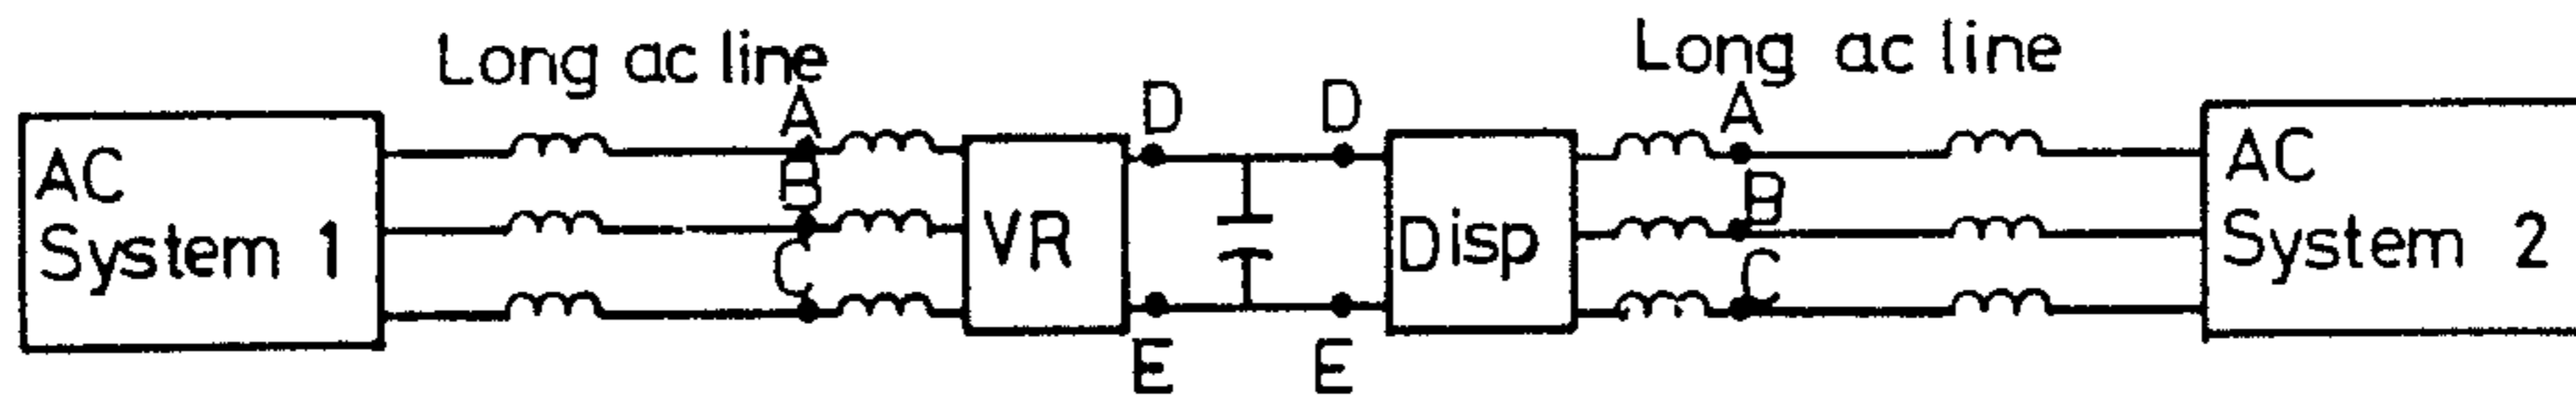 Long ac line
Long ac line
A
D
D
A
AC
System 1
B
VR
Disp
B
AC
System 2
C
C
E
E